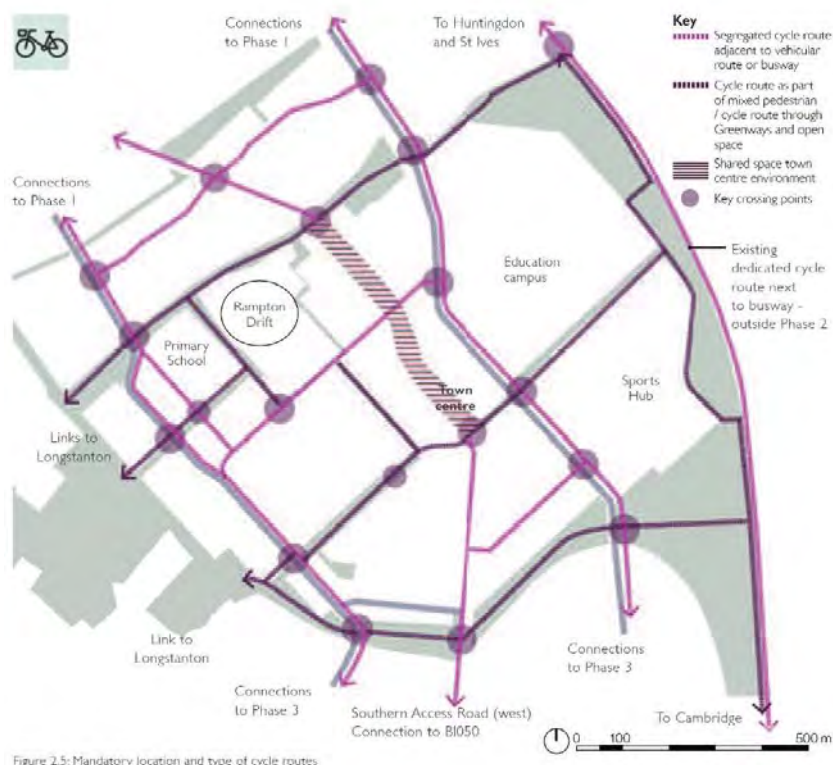 Connections
to Phase 1
To Huntingdon
and St Ives
Key
Segregated cycle route
adjacent to vehicular
route or busway
Cycle route as part
of mixed pedestrian
/ cycle route through
Greenways and open
space
Shared space town
centre environment
Key crossing points
Connections
to Phase 1
Existing
dedicated cycle
route next
to busway -
outside Phase 2
Education
campus
Rampton
Drift
Primary
School
Sports
Hub
Town
centre
Links to
Longstanton
Link to
Longstanton
Connections
to Phase 3
Connections
to Phase 3
Southern Access Road (west)
Connection to B1050
To Cambridge
0 100 500 m
Figure 2.5: Mandatory location and type of cycle routes